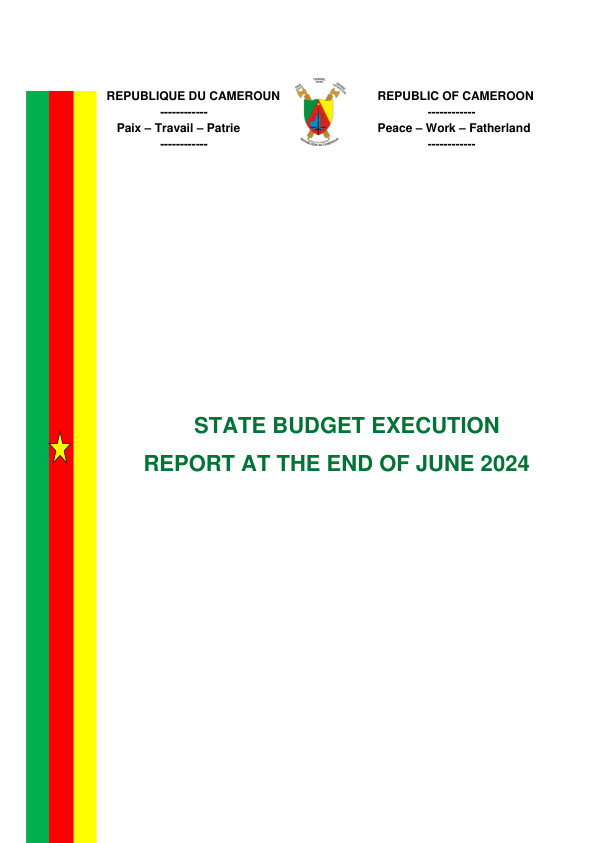 REPUBLIQUE DU CAMEROUN
------------
Paix – Travail – Patrie
------------
REPUBLIC OF CAMEROON
------------
Peace – Work – Fatherland
------------
STATE BUDGET EXECUTION
REPORT AT THE END OF JUNE 2024